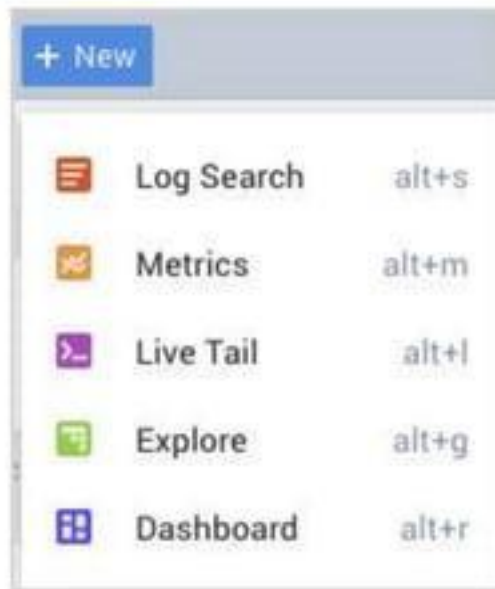 + New
Log Search alt+s
Metrics alt+m
Live Tail alt+l
Explore alt+g
Dashboard alt+r